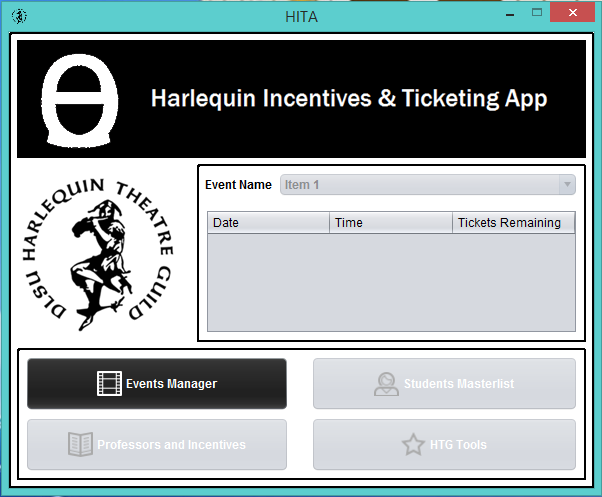 HITA
Harlequin Incentives & Ticketing App
DLSU HARLEQUIN THEATRE GUILD
Event Name Item 1
Date Time Tickets Remaining
Events Manager Students Masterlist
Professors and Incentives HTG Tools